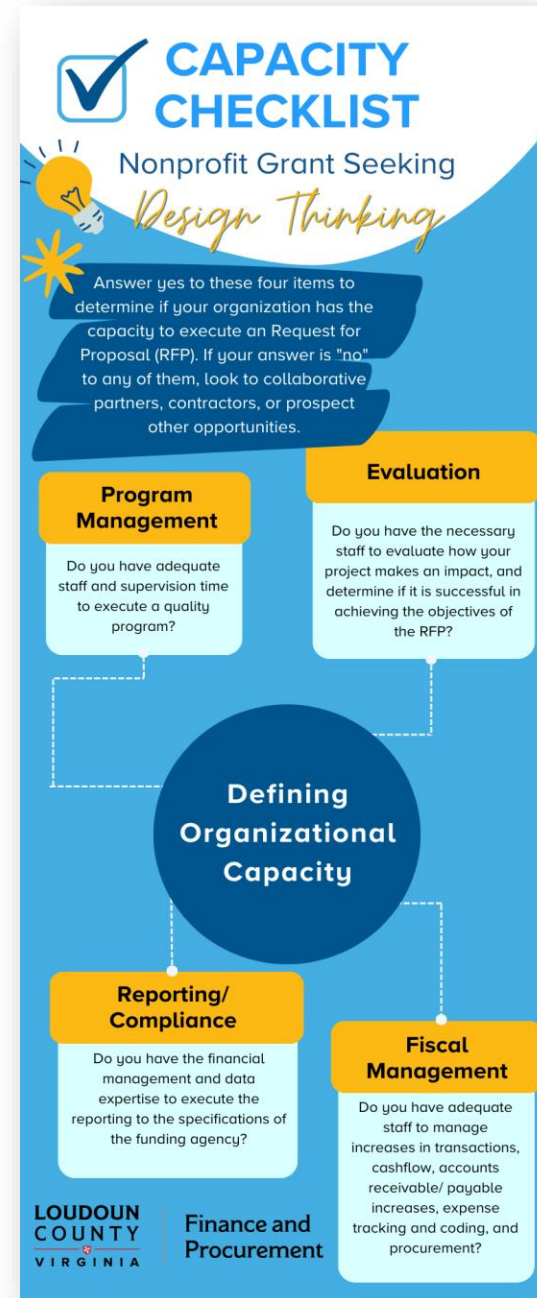 CAPACITY
CHECKLIST
Nonprofit Grant Seeking
Design Thinking
Answer yes to these four items to
determine if your organization has the
capacity to execute an Request for
Proposal (RFP). If your answer is "no"
to any of them, look to collaborative
partners, contractors, or prospect
other opportunities.
Program
Management
Do you have adequate
staff and supervision time
to execute a quality
program?
Evaluation
Do you have the necessary
staff to evaluate how your
project makes an impact, and
determine if it is successful in
achieving the objectives of
the RFP?
Defining
Organizational
Capacity
Reporting/
Compliance
Do you have the financial
management and data
expertise to execute the
reporting to the specifications of
the funding agency?
Fiscal
Management
Do you have adequate
staff to manage
increases in transactions,
cashflow, accounts
receivable/ payable
increases, expense
tracking and coding, and
procurement?
LOUDOUN
COUNTY
VIRGINIA
Finance and
Procurement